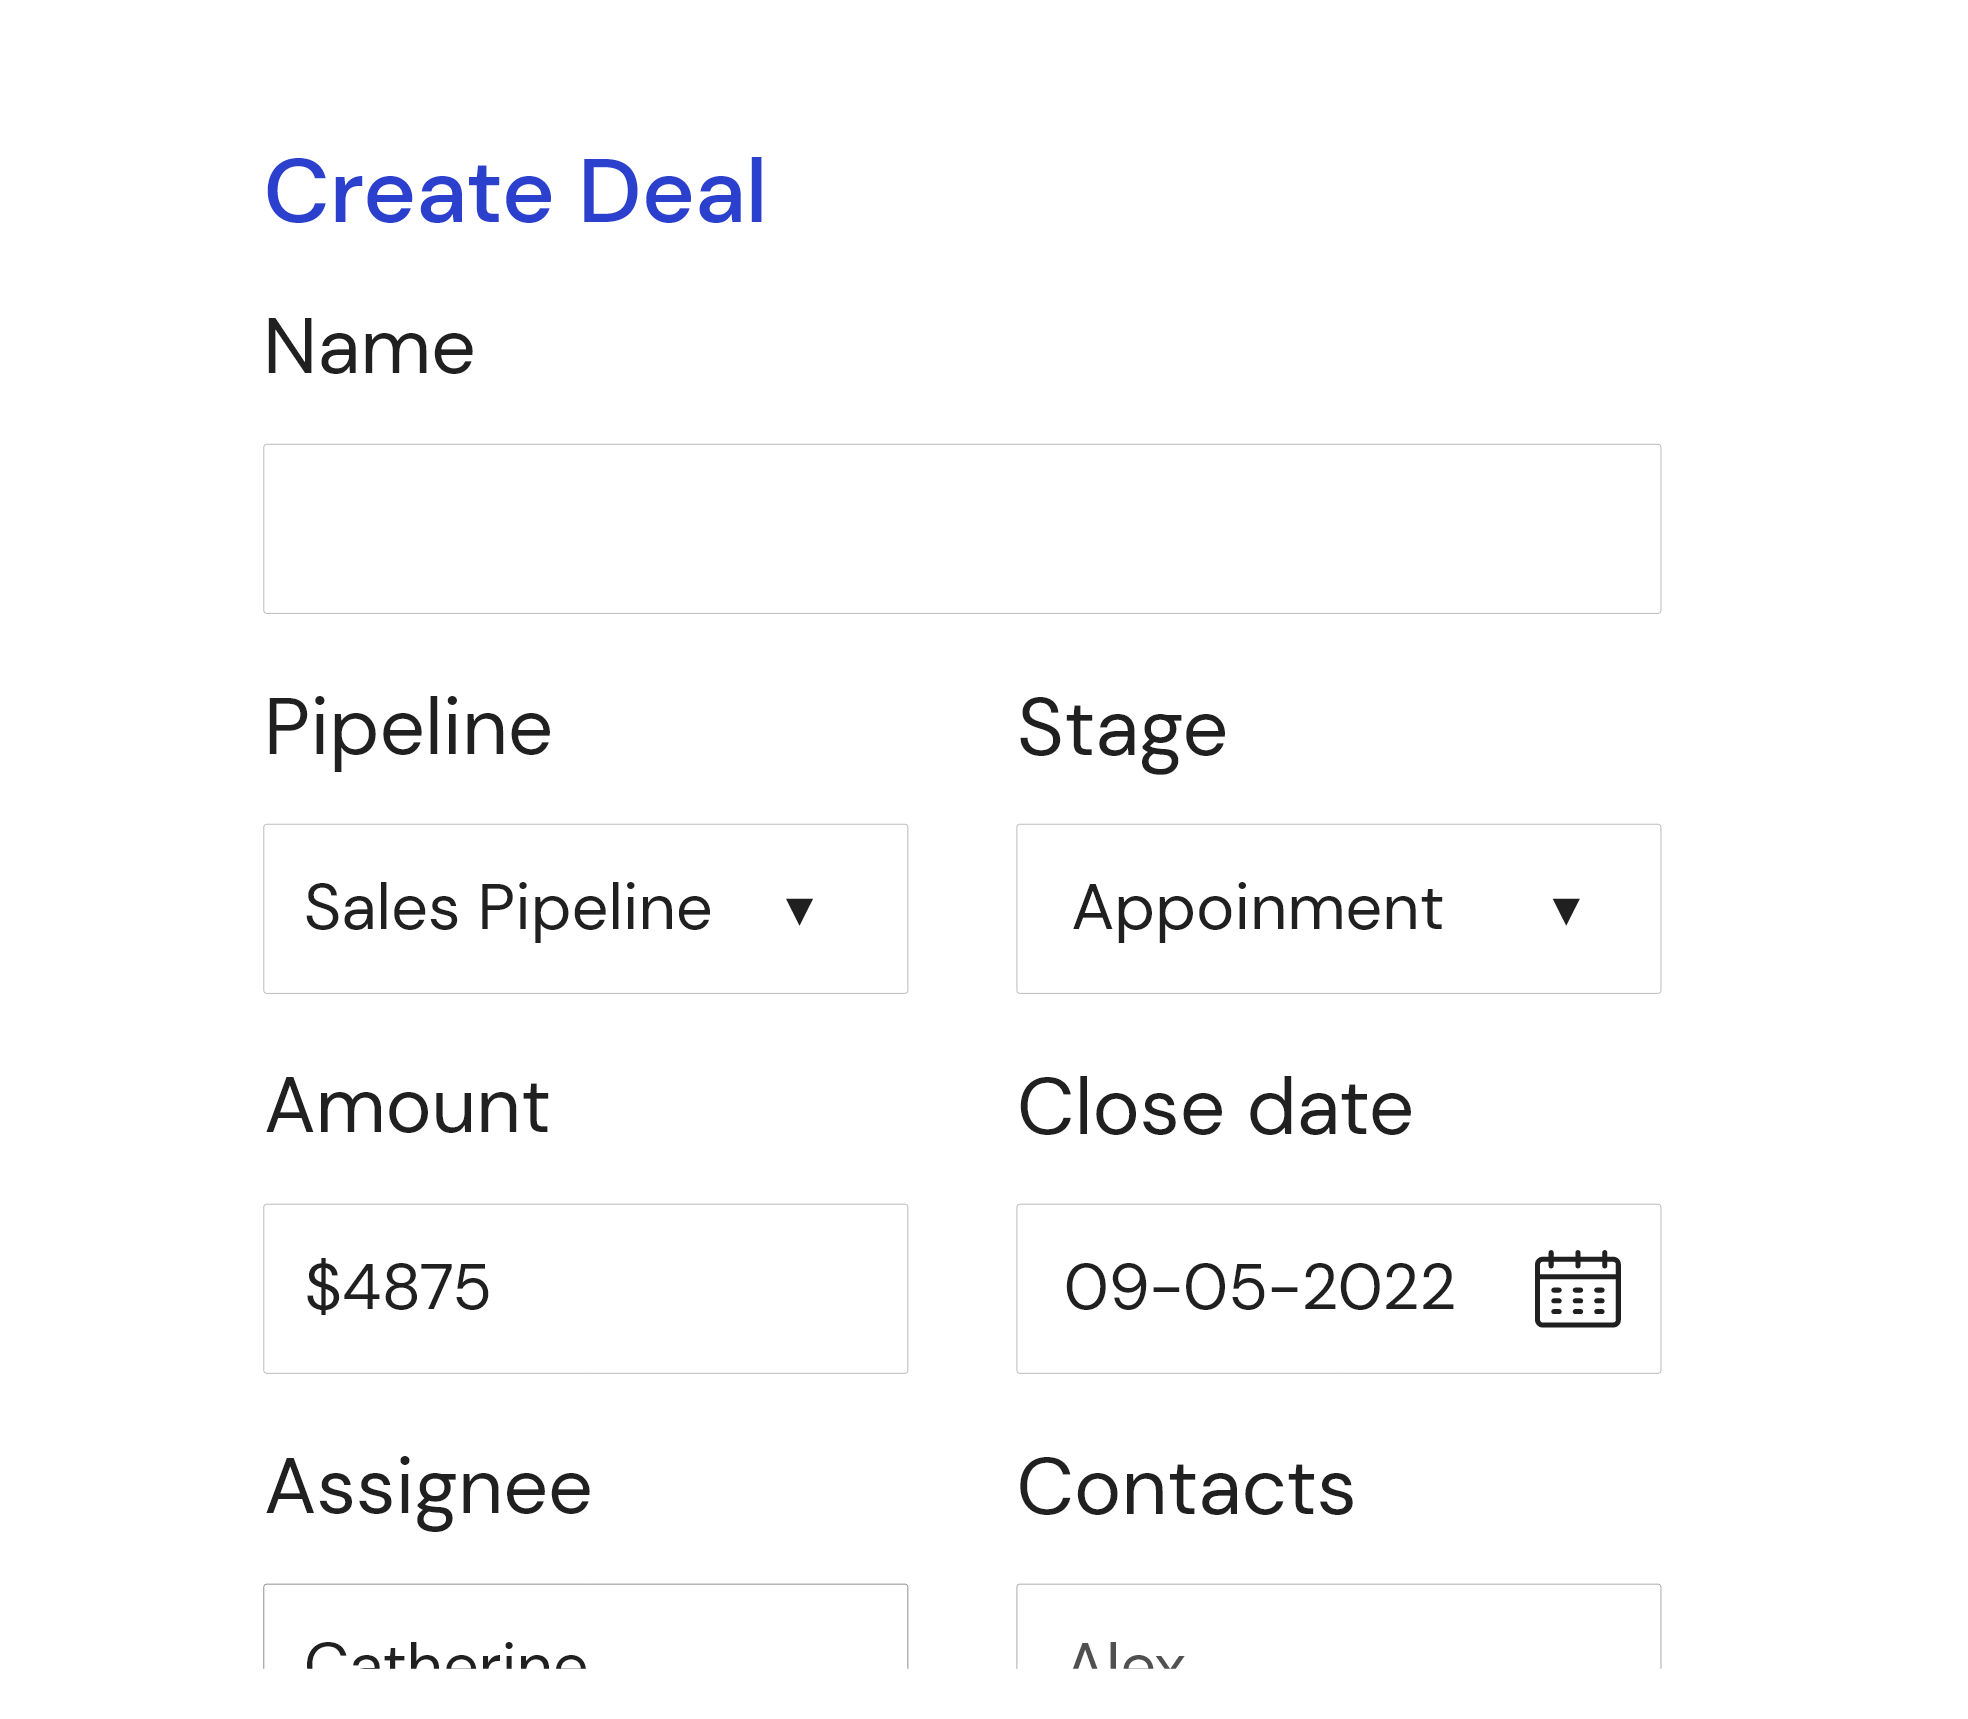 Create Deal
Name
Pipeline Stage
Sales Pipeline ▼ Appoinment ▼
Amount Close date
$4875 09-05-2022
Assignee Contacts
Catherine Alex